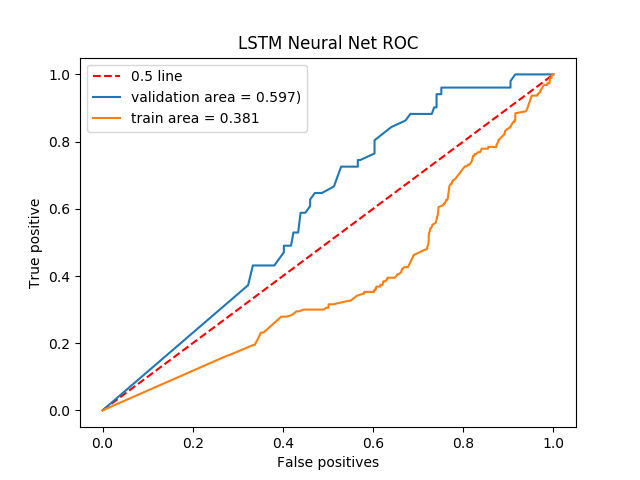 LSTM Neural Net ROC
0.5 line
validation area = 0.597)
train area = 0.381
True positive
1.0
0.8
0.6
0.4
0.2
0.0
0.0 0.2 0.4 0.6 0.8 1.0
False positives